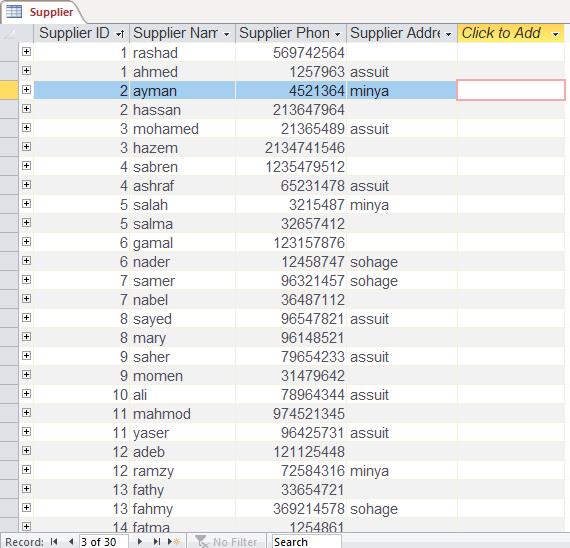 Supplier
Supplier ID Supplier Nam Supplier Phon Supplier Addre Click to Add
1 rashad 569742564
1 ahmed 1257963 assuit
2 ayman 4521364 minya
2 hassan 213647964
3 mohamed 21365489 assuit
3 hazem 2134741546
4 sabren 1235479512
4 ashraf 65231478 assuit
5 salah 3215487 minya
5 salma 32657412
6 gamal 123157876
6 nader 12458747 sohage
7 samer 96321457 sohage
7 nabel 36487112
8 sayed 96547821 assuit
8 mary 96148521
9 saher 79654233 assuit
9 momen 31479642
10 ali 78964344 assuit
11 mahmod 974521345
11 yaser 96425731 assuit
12 adeb 121125448
12 ramzy 72584316 minya
13 fathy 33654721
13 fahmy 369214578 sohage
14 fatma 1254861
Record: 3 of 30 No Filter Search